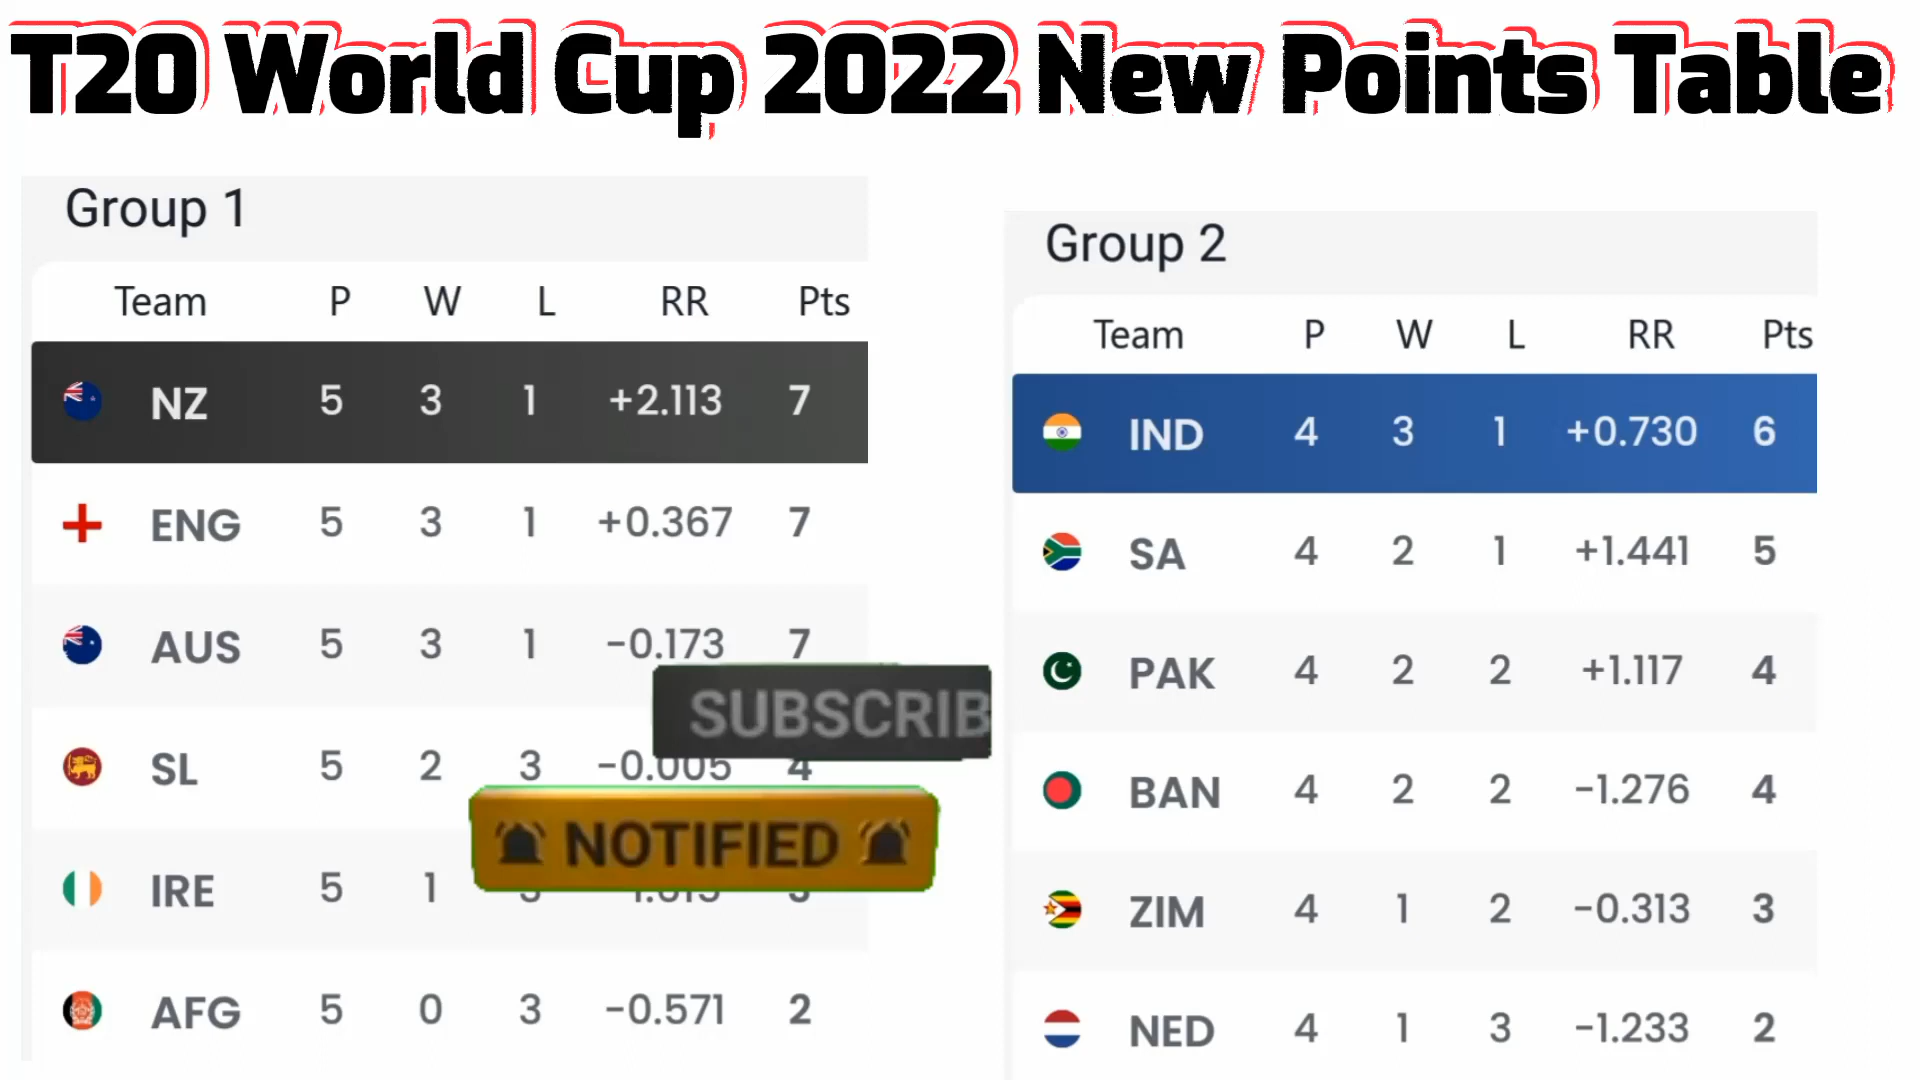 T20 World Cup 2022 New Points Table
Group 1
Team P W L RR Pts
NZ 5 3 1 +2.113 7
ENG 5 3 1 +0.367 7
AUS 5 3 1 -0.173 7
SL 5 2 3 -0.005 4
IRE 5 1
AFG 5 0 3 -0.571 2
SUBSCRIB
NOTIFIED
Group 2
Team P W L RR Pts
IND 4 3 1 +0.730 6
SA 4 2 1 +1.441 5
PAK 4 2 2 +1.117 4
BAN 4 2 2 -1.276 4
ZIM 4 1 2 -0.313 3
NED 4 1 3 -1.233 2